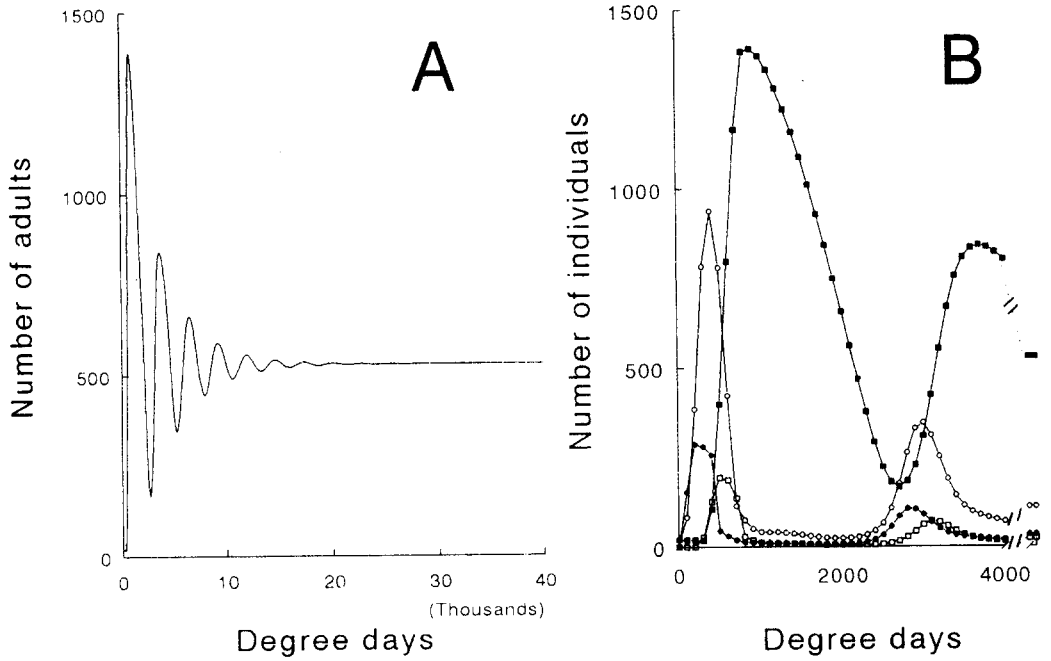 A
1500
1000
500
0
Number of adults
0
10
20
30
40
(Thousands)
Degree days
B
1500
1000
500
0
Number of individuals
0
2000
4000
Degree days